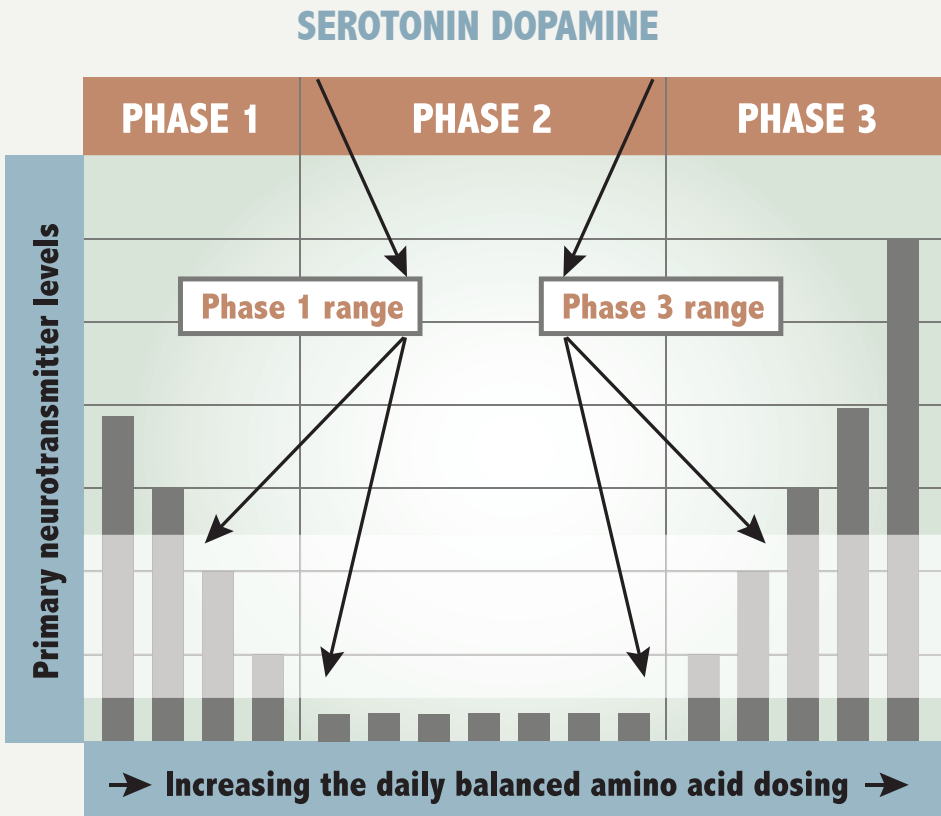 SEROTONIN DOPAMINE
PHASE 1 PHASE 2 PHASE 3
Primary neurotransmitter levels
Phase 1 range Phase 3 range
Increasing the daily balanced amino acid dosing